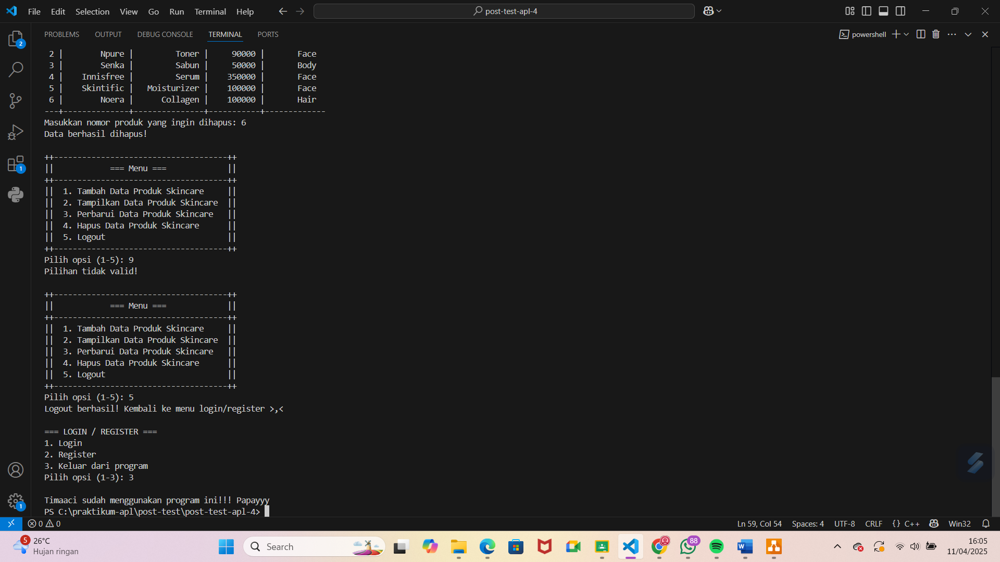 File Edit Selection View Go Run Terminal Help post-test-apl-4
PROBLEMS OUTPUT DEBUG CONSOLE TERMINAL PORTS powershell
2 | Npure | Toner | 90000 | Face
3 | Senka | Sabun | 50000 | Body
4 | Innisfree | Serum | 350000 | Face
5 | Skintific | Moisturizer | 100000 | Face
6 | Noera | Collagen | 100000 | Hair
---+--------------+---------------+-----------+-------------
Masukkan nomor produk yang ingin dihapus: 6
Data berhasil dihapus!
++-------------------------------------++
|| === Menu === ||
++-------------------------------------++
|| 1. Tambah Data Produk Skincare ||
|| 2. Tampilkan Data Produk Skincare ||
|| 3. Perbarui Data Produk Skincare ||
|| 4. Hapus Data Produk Skincare ||
|| 5. Logout ||
++-------------------------------------++
Pilih opsi (1-5): 9
Pilihan tidak valid!
++-------------------------------------++
|| === Menu === ||
++-------------------------------------++
|| 1. Tambah Data Produk Skincare ||
|| 2. Tampilkan Data Produk Skincare ||
|| 3. Perbarui Data Produk Skincare ||
|| 4. Hapus Data Produk Skincare ||
|| 5. Logout ||
++-------------------------------------++
Pilih opsi (1-5): 5
Logout berhasil! Kembali ke menu login/register >,<
=== LOGIN / REGISTER ===
1. Login
2. Register
3. Keluar dari program
Pilih opsi (1-3): 3
Timaaci sudah menggunakan program ini!!! Papayyy
PS C:\praktikum-apl\post-test\post-test-apl-4>
2
1
1
0 0 Ln 59, Col 54 Spaces: 4 UTF-8 CRLF {} C++ Win32
5 26°C
Hujan ringan
Search
88
16:05
11/04/2025